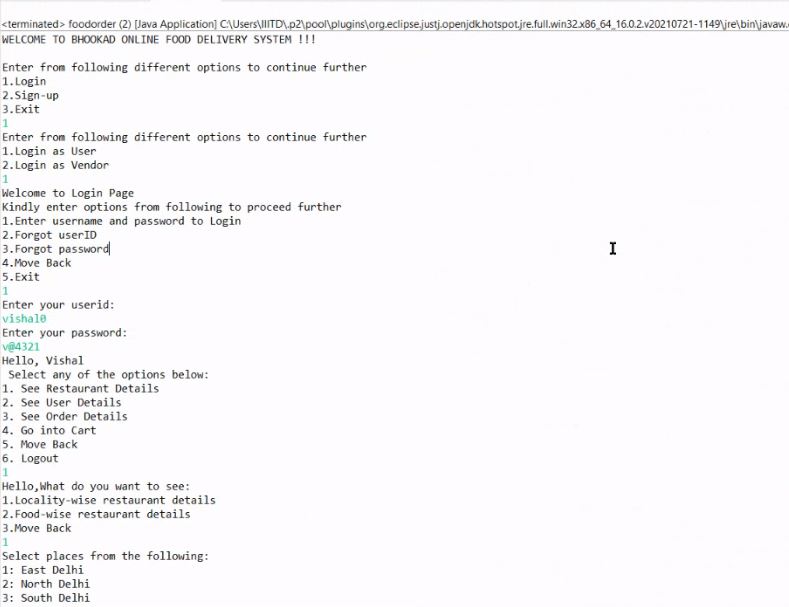 <terminated> foodorder (2) [Java Application] C:\Users\IIITD\.p2\pool\plugins\org.eclipse.justj.openjdk.hotspot.jre.full.win32.x86_64_16.0.2.v20210721-1149\jre\bin\javaw.
WELCOME TO BHOOKAD ONLINE FOOD DELIVERY SYSTEM !!!
Enter from following different options to continue further
1.Login
2.Sign-up
3.Exit
1
Enter from following different options to continue further
1.Login as User
2.Login as Vendor
1
Welcome to Login Page
Kindly enter options from following to proceed further
1.Enter username and password to Login
2.Forgot userID
3.Forgot password
4.Move Back
5.Exit
1
Enter your userid:
vishal0
Enter your password:
v@4321
Hello, Vishal
Select any of the options below:
1. See Restaurant Details
2. See User Details
3. See Order Details
4. Go into Cart
5. Move Back
6. Logout
1
Hello,What do you want to see:
1.Locality-wise restaurant details
2.Food-wise restaurant details
3.Move Back
1
Select places from the following:
1: East Delhi
2: North Delhi
3: South Delhi